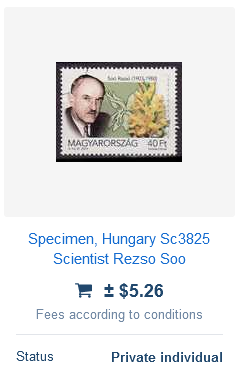 Soó Rezső (1903-1980)
MAGYARORSZÁG 40 Ft
Specimen, Hungary Sc3825
Scientist Rezso Soo
± $5.26
Fees according to conditions
Status Private individual